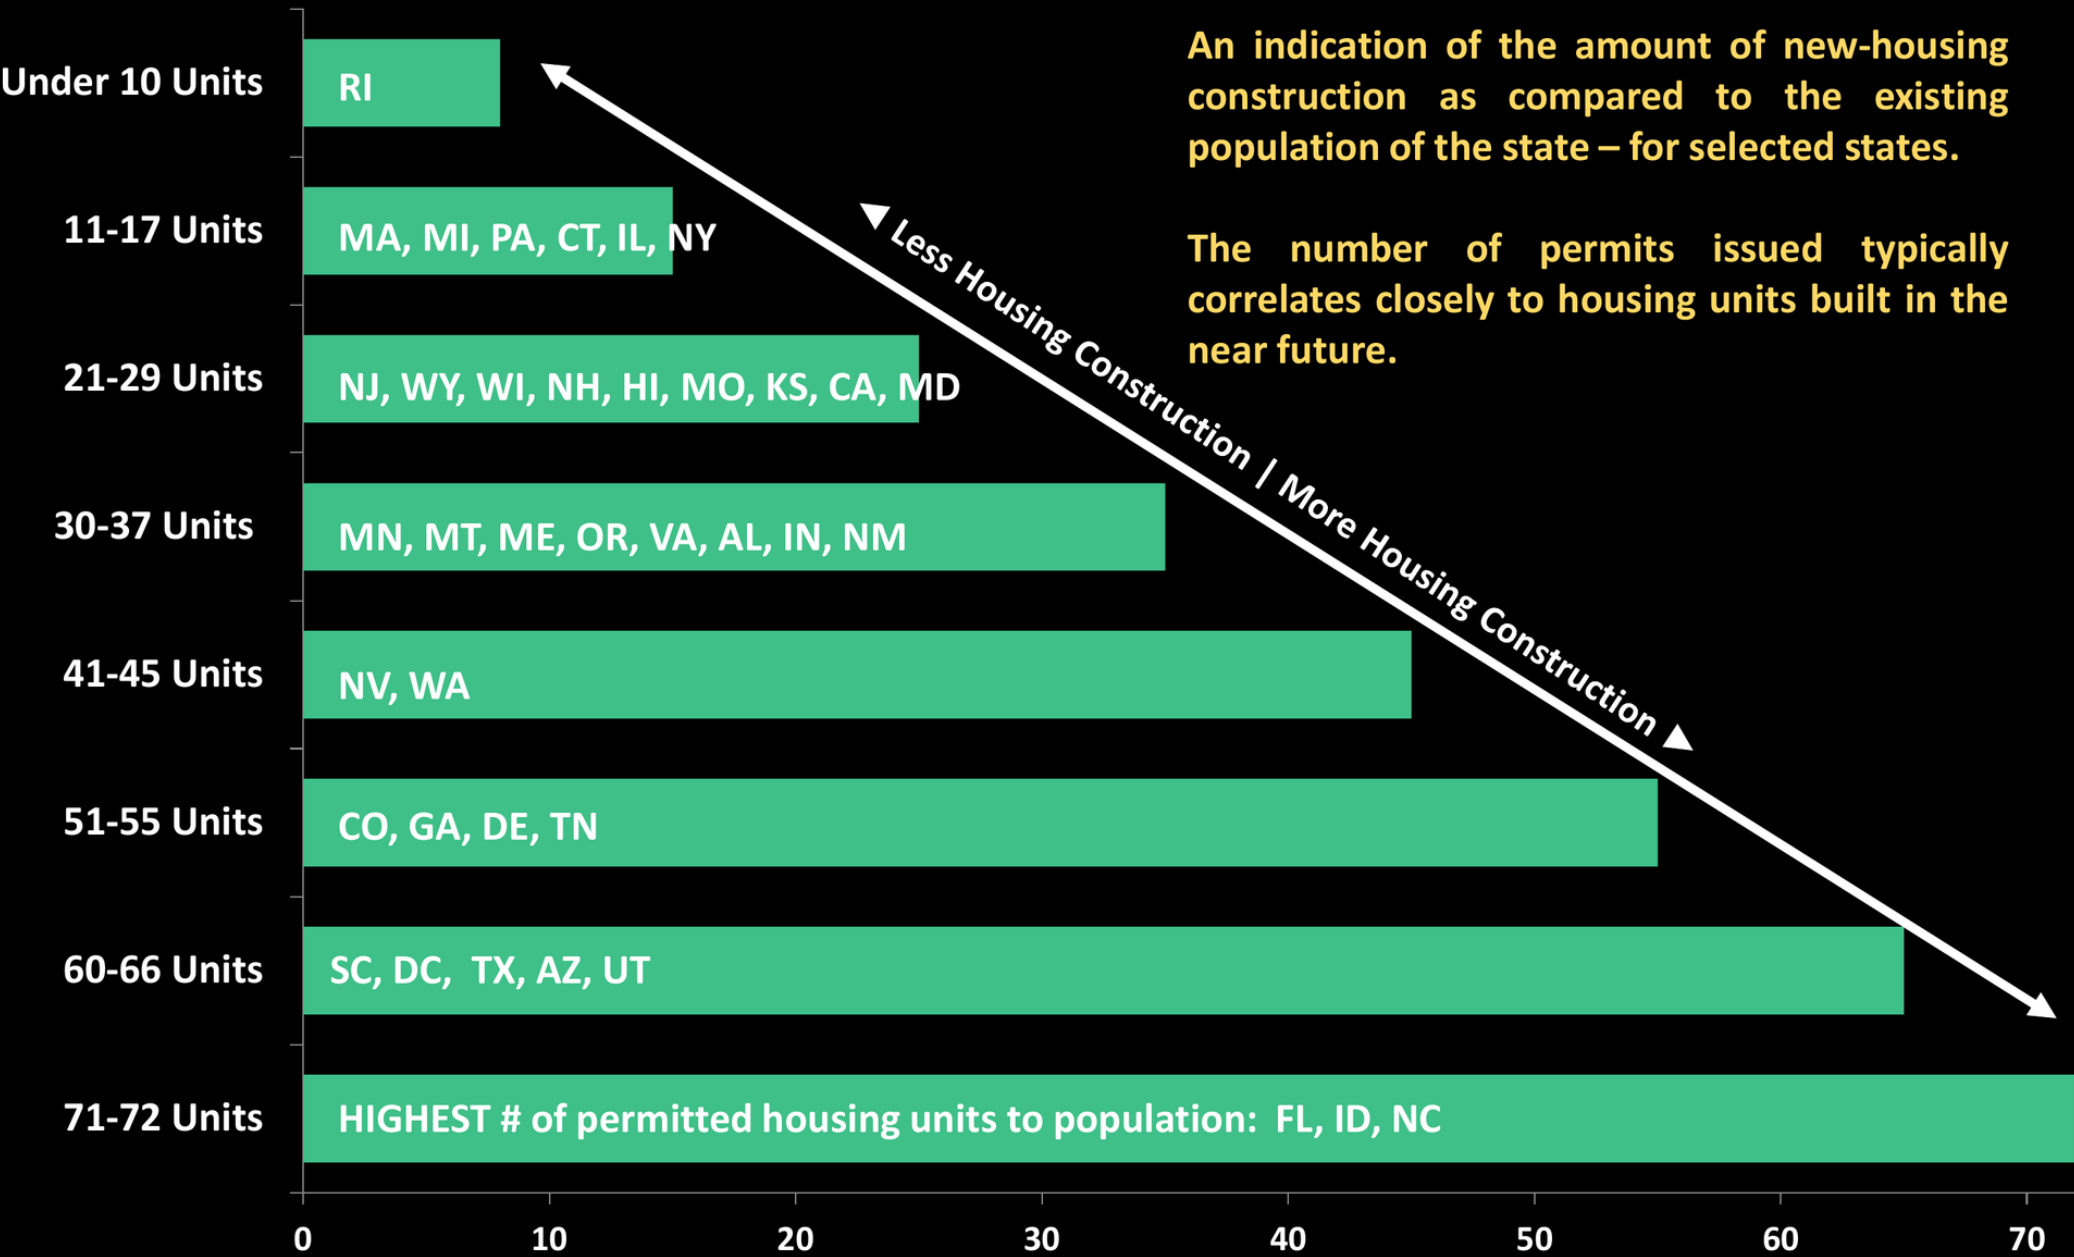 An indication of the amount of new-housing
construction as compared to the existing
population of the state – for selected states.
The number of permits issued typically
correlates closely to housing units built in the
near future.
Under 10 Units
RI
11-17 Units
MA, MI, PA, CT, IL, NY
21-29 Units
NJ, WY, WI, NH, HI, MO, KS, CA, MD
30-37 Units
MN, MT, ME, OR, VA, AL, IN, NM
41-45 Units
NV, WA
51-55 Units
CO, GA, DE, TN
60-66 Units
SC, DC,  TX, AZ, UT
71-72 Units
HIGHEST # of permitted housing units to population:  FL, ID, NC
◄ Less Housing Construction | More Housing Construction ►
0 10 20 30 40 50 60 70